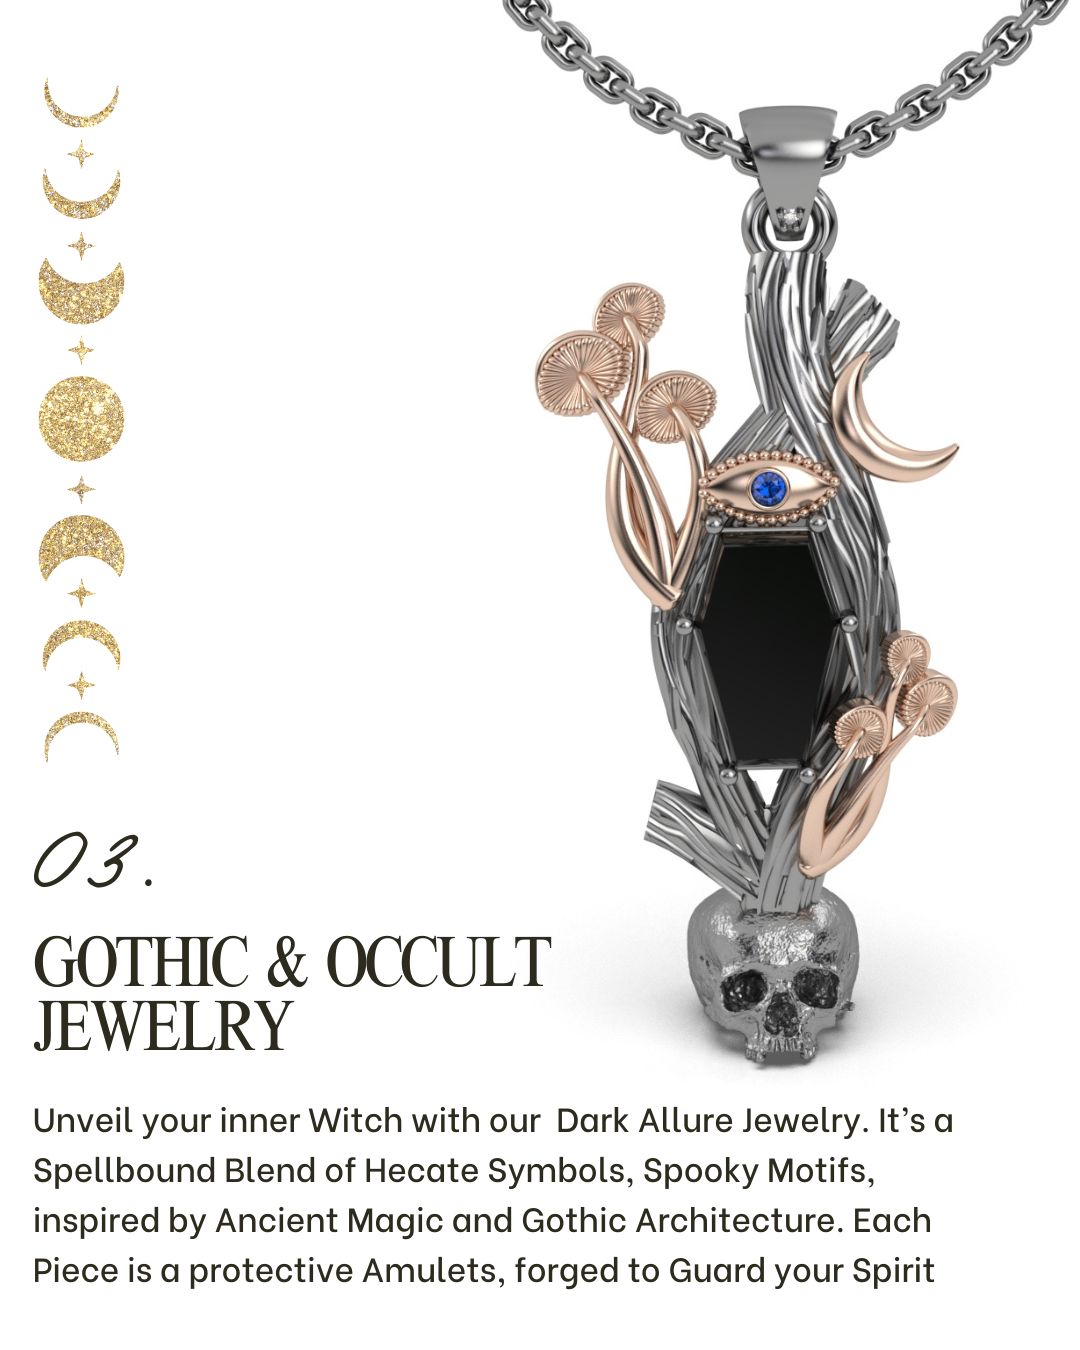 03.
GOTHIC & OCCULT
JEWELRY
Unveil your inner Witch with our  Dark Allure Jewelry. It’s a
Spellbound Blend of Hecate Symbols, Spooky Motifs,
inspired by Ancient Magic and Gothic Architecture. Each
Piece is a protective Amulets, forged to Guard your Spirit